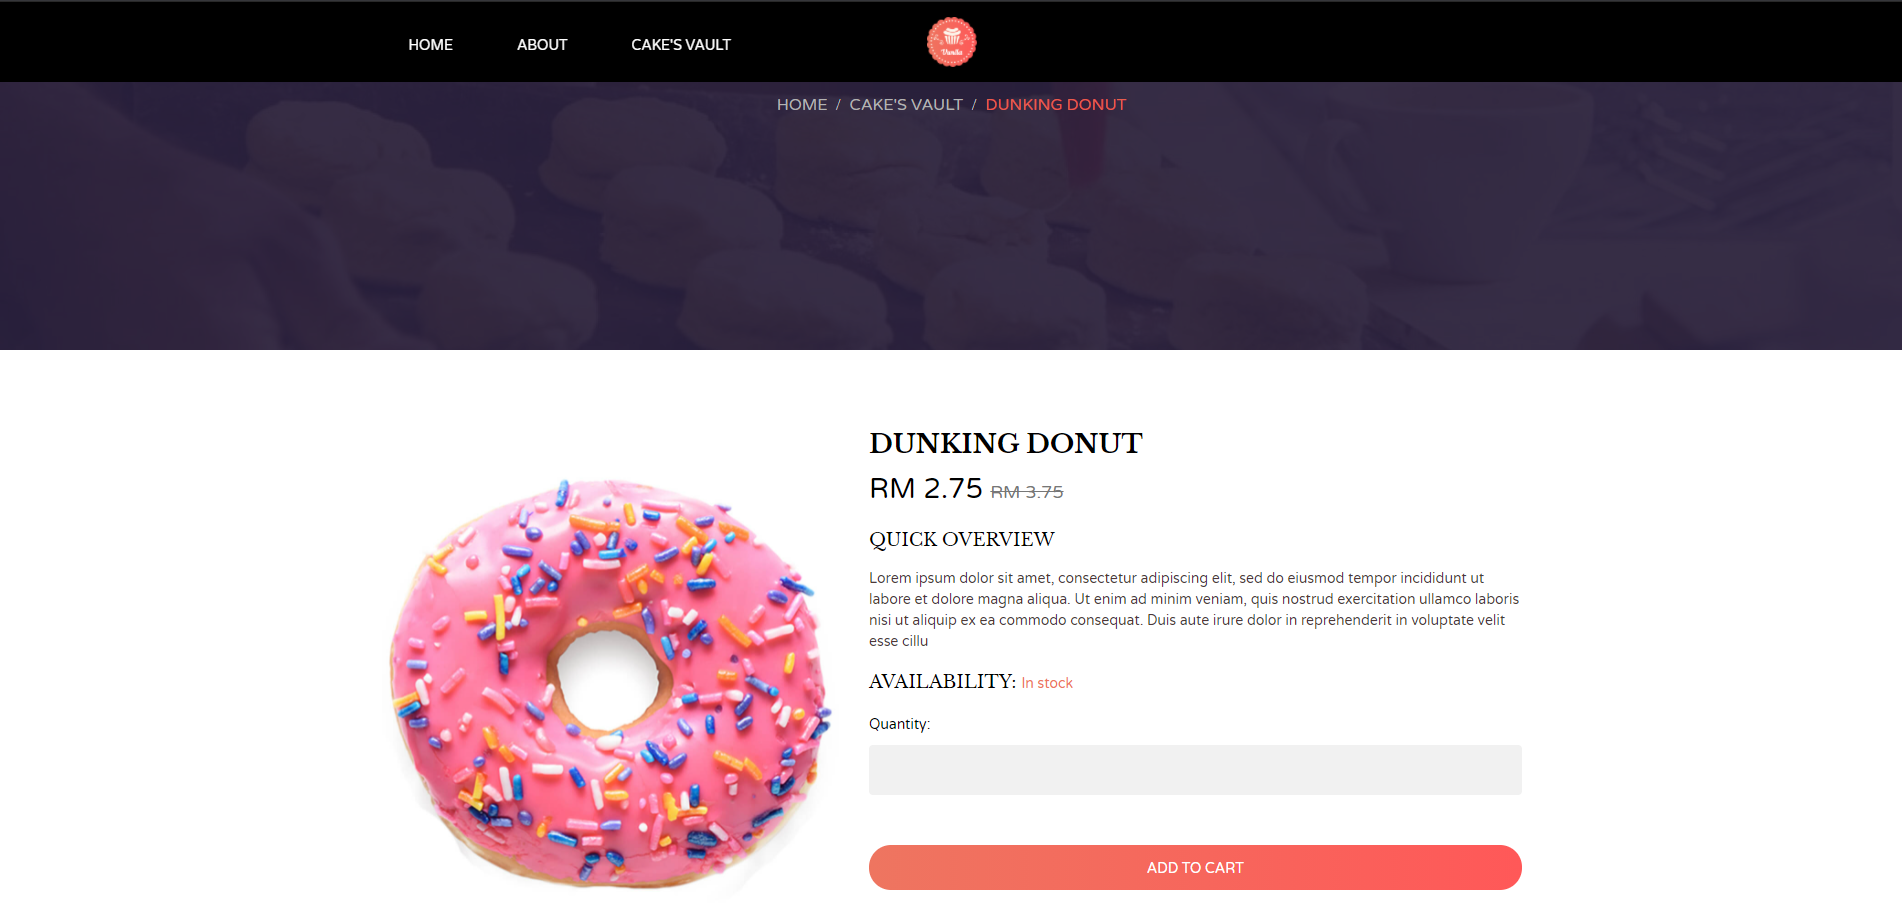 HOME ABOUT CAKE'S VAULT
HOME / CAKE'S VAULT / DUNKING DONUT
DUNKING DONUT
RM 2.75 RM 3.75
QUICK OVERVIEW
Lorem ipsum dolor sit amet, consectetur adipiscing elit, sed do eiusmod tempor incididunt ut
labore et dolore magna aliqua. Ut enim ad minim veniam, quis nostrud exercitation ullamco laboris
nisi ut aliquip ex ea commodo consequat. Duis aute irure dolor in reprehenderit in voluptate velit
esse cillu
AVAILABILITY: In stock
Quantity:
ADD TO CART